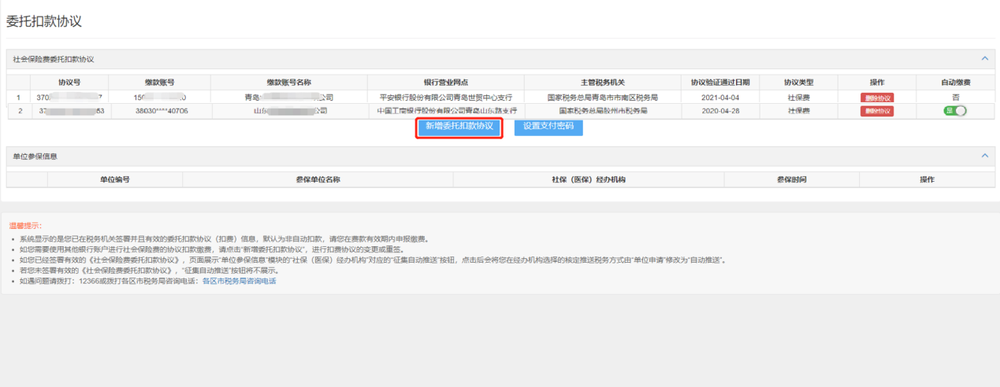 委托扣款协议
社会保险费委托扣款协议
协议号 缴款账号 缴款账号名称 银行营业网点 主管税务机关 协议验证通过日期 协议类型 操作 自动缴费
1 370 7 150 0 青岛 公司 平安银行股份有限公司青岛世贸中心支行 国家税务总局青岛市市南区税务局 2021-04-04 社保费 删除协议 否
2 37 63 38030****40706 山东 公司 中国工商银行股份有限公司青岛山东路支行 国家税务总局胶州市税务局 2020-04-28 社保费 删除协议 是
新增委托扣款协议 设置支付密码
单位参保信息
单位编号 参保单位名称 社保（医保）经办机构 参保时间 操作
温馨提示：
• 系统显示的是您已在税务机关签署并且有效的委托扣款协议（扣费）信息，默认为非自动扣款，请您在费款有效期内申报缴费。
• 如您需要使用其他银行账户进行社会保险费的协议扣款缴费，请点击“新增委托扣款协议”，进行扣费协议的变更或重签。
• 如您已经签署有效的《社会保险费委托扣款协议》，页面展示“单位参保信息”模块的“社保（医保）经办机构”对应的“征集自动推送”按钮，点击后会将您在经办机构选择的核定推送税务方式由“单位申请”修改为“自动推送”。
• 若您未签署有效的《社会保险费委托扣款协议》，“征集自动推送”按钮将不展示。
• 如遇问题请拨打：12366或拨打各区市税务局咨询电话：各区市税务局咨询电话